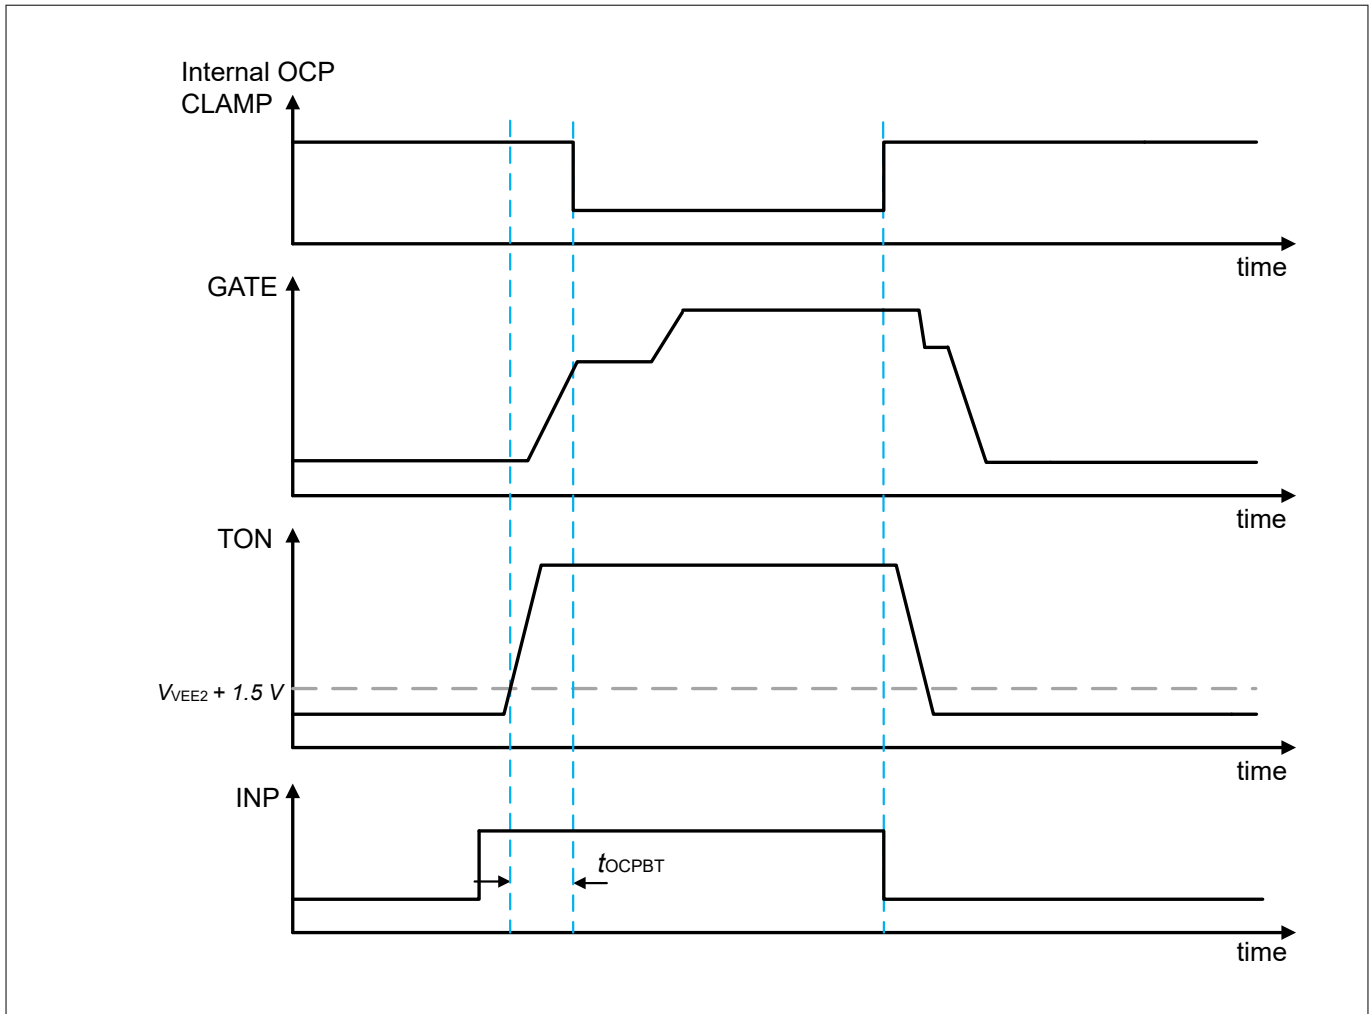 Internal OCP
CLAMP
time
GATE
time
TON
VVEE2 + 1.5 V
time
INP
tOCPBT
time